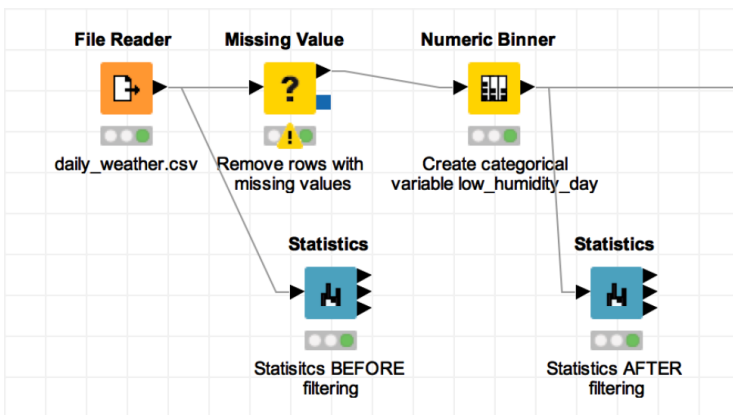 File Reader
Missing Value
Numeric Binner
?
daily_weather.csv
Remove rows with
missing values
Create categorical
variable low_humidity_day
Statistics
Statistics
Statisitcs BEFORE
filtering
Statistics AFTER
filtering